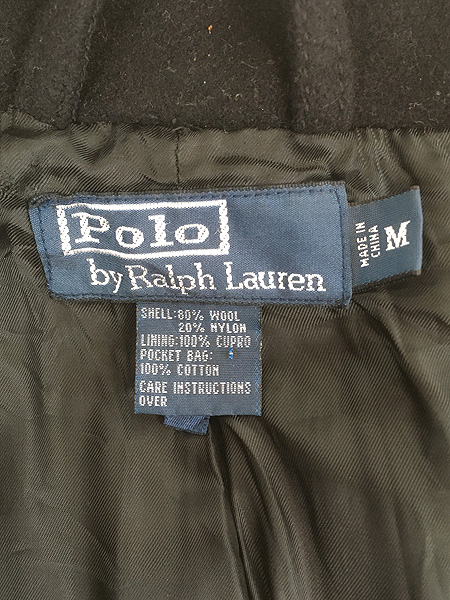 Polo
by Ralph Lauren
MADE IN
CHINA
M
SHELL:80% WOOL
20% NYLON
LINING:100% CUPRO
POCKET BAG:
100% COTTON
CARE INSTRUCTIONS
OVER